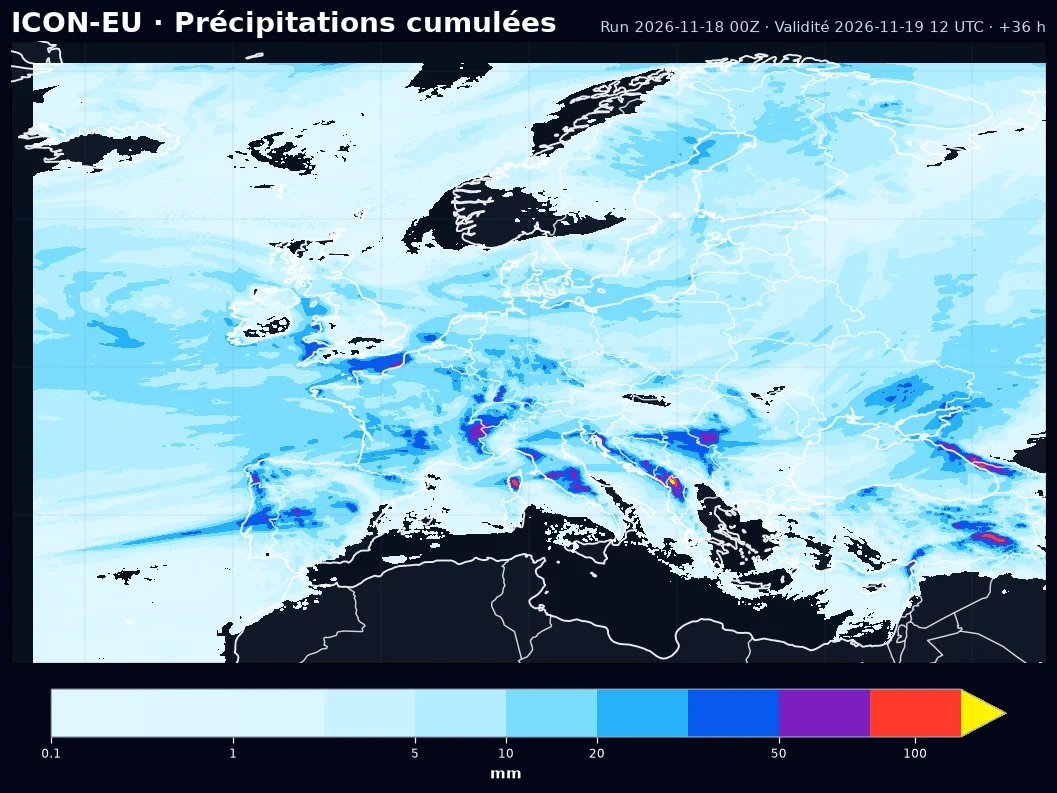 ICON-EU · Précipitations cumulées
Run 2026-11-18 00Z · Validité 2026-11-19 12 UTC · +36 h
0.1 1 5 10 20 50 100
mm